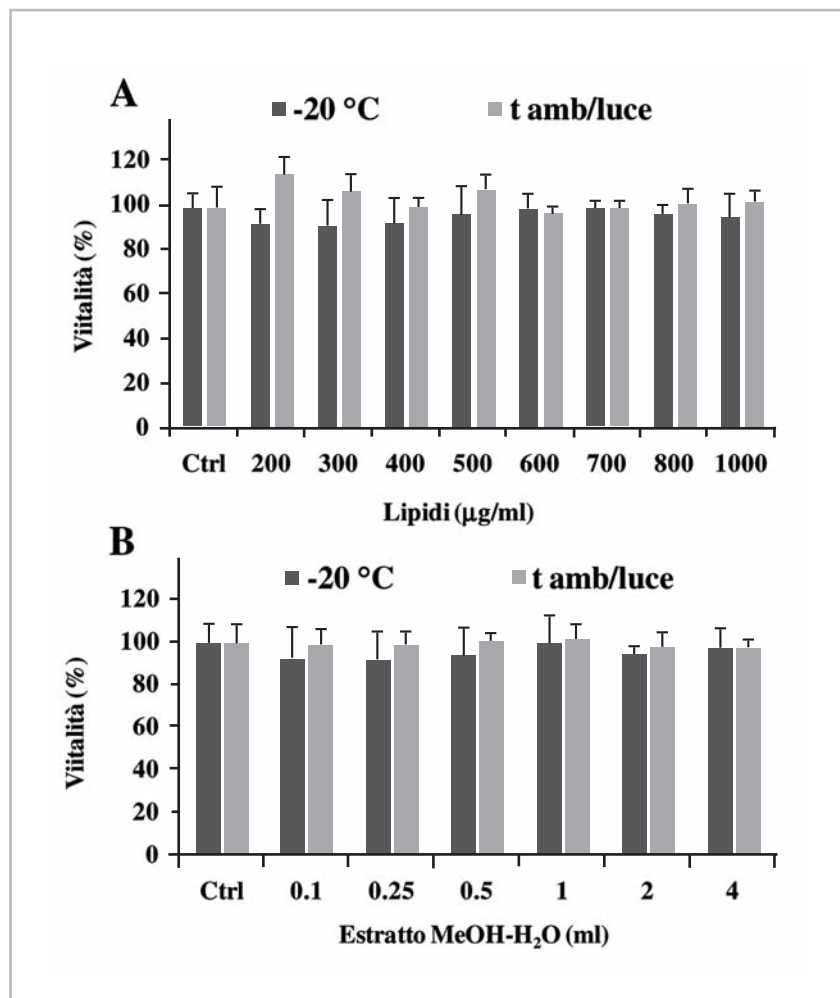 A
-20 °C t amb/luce
120
100
80
60
40
20
0
Viitalità (%)
Ctrl 200 300 400 500 600 700 800 1000
Lipidi (μg/ml)
B
-20 °C t amb/luce
120
100
80
60
40
20
0
Viitalità (%)
Ctrl 0.1 0.25 0.5 1 2 4
Estratto MeOH-H₂O (ml)